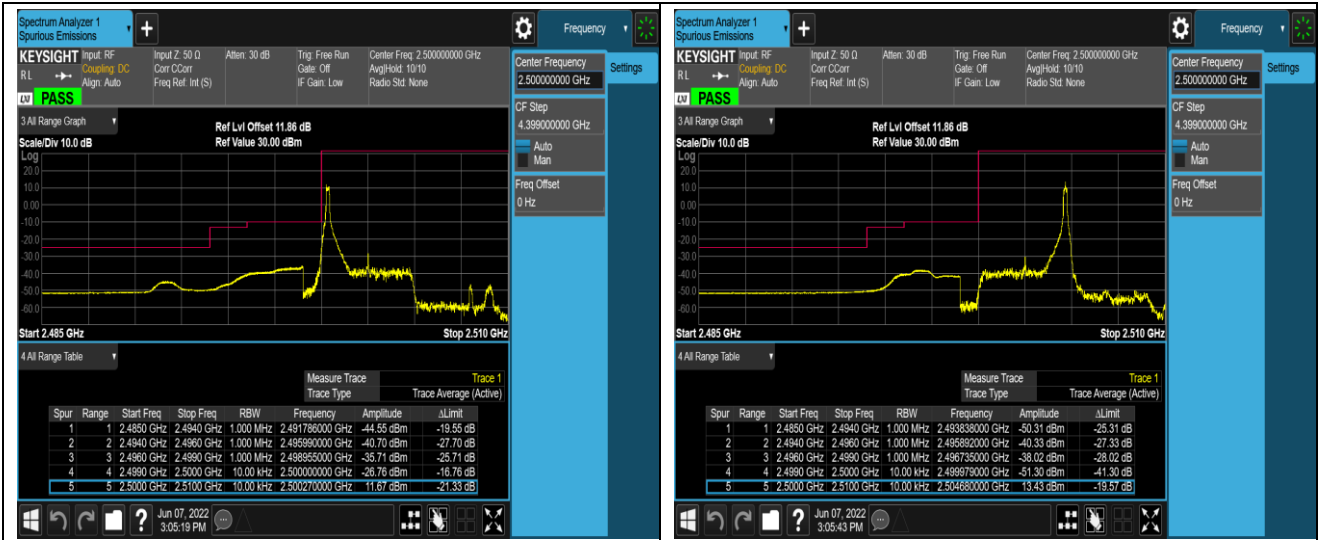 Spectrum Analyzer 1
Spurious Emissions
+
Frequency
KEYSIGHT Input: RF Input Z: 50 Ω Atten: 30 dB Trig: Free Run Center Freq: 2.500000000 GHz
RL Coupling: DC Corr CCorr Gate: Off Avg|Hold: 10/10
Align: Auto Freq Ref: Int (S) IF Gain: Low Radio Std: None
PASS
Center Frequency
2.500000000 GHz
Settings
CF Step
4.399000000 GHz
Auto
Man
Freq Offset
0 Hz
3 All Range Graph
Ref Lvl Offset 11.86 dB
Scale/Div 10.0 dB Ref Value 30.00 dBm
Log
20.0
10.0
0.00
-10.0
-20.0
-30.0
-40.0
-50.0
-60.0
Start 2.485 GHz Stop 2.510 GHz
4 All Range Table
Measure Trace Trace 1
Trace Type Trace Average (Active)
Spur Range Start Freq Stop Freq RBW Frequency Amplitude ΔLimit
1 1 2.4850 GHz 2.4940 GHz 1.000 MHz 2.491786000 GHz -44.55 dBm -19.55 dB
2 2 2.4940 GHz 2.4960 GHz 1.000 MHz 2.495990000 GHz -40.70 dBm -27.70 dB
3 3 2.4960 GHz 2.4990 GHz 1.000 MHz 2.498955000 GHz -35.71 dBm -25.71 dB
4 4 2.4990 GHz 2.5000 GHz 10.00 kHz 2.500000000 GHz -26.76 dBm -16.76 dB
5 5 2.5000 GHz 2.5100 GHz 10.00 kHz 2.500270000 GHz 11.67 dBm -21.33 dB
?
Jun 07, 2022
3:05:19 PM
Spectrum Analyzer 1
Spurious Emissions
+
Frequency
KEYSIGHT Input: RF Input Z: 50 Ω Atten: 30 dB Trig: Free Run Center Freq: 2.500000000 GHz
RL Coupling: DC Corr CCorr Gate: Off Avg|Hold: 10/10
Align: Auto Freq Ref: Int (S) IF Gain: Low Radio Std: None
PASS
Center Frequency
2.500000000 GHz
Settings
CF Step
4.399000000 GHz
Auto
Man
Freq Offset
0 Hz
3 All Range Graph
Ref Lvl Offset 11.86 dB
Scale/Div 10.0 dB Ref Value 30.00 dBm
Log
20.0
10.0
0.00
-10.0
-20.0
-30.0
-40.0
-50.0
-60.0
Start 2.485 GHz Stop 2.510 GHz
4 All Range Table
Measure Trace Trace 1
Trace Type Trace Average (Active)
Spur Range Start Freq Stop Freq RBW Frequency Amplitude ΔLimit
1 1 2.4850 GHz 2.4940 GHz 1.000 MHz 2.493838000 GHz -50.31 dBm -25.31 dB
2 2 2.4940 GHz 2.4960 GHz 1.000 MHz 2.495892000 GHz -40.33 dBm -27.33 dB
3 3 2.4960 GHz 2.4990 GHz 1.000 MHz 2.496735000 GHz -38.02 dBm -28.02 dB
4 4 2.4990 GHz 2.5000 GHz 10.00 kHz 2.499979000 GHz -51.30 dBm -41.30 dB
5 5 2.5000 GHz 2.5100 GHz 10.00 kHz 2.504680000 GHz 13.43 dBm -19.57 dB
?
Jun 07, 2022
3:05:43 PM